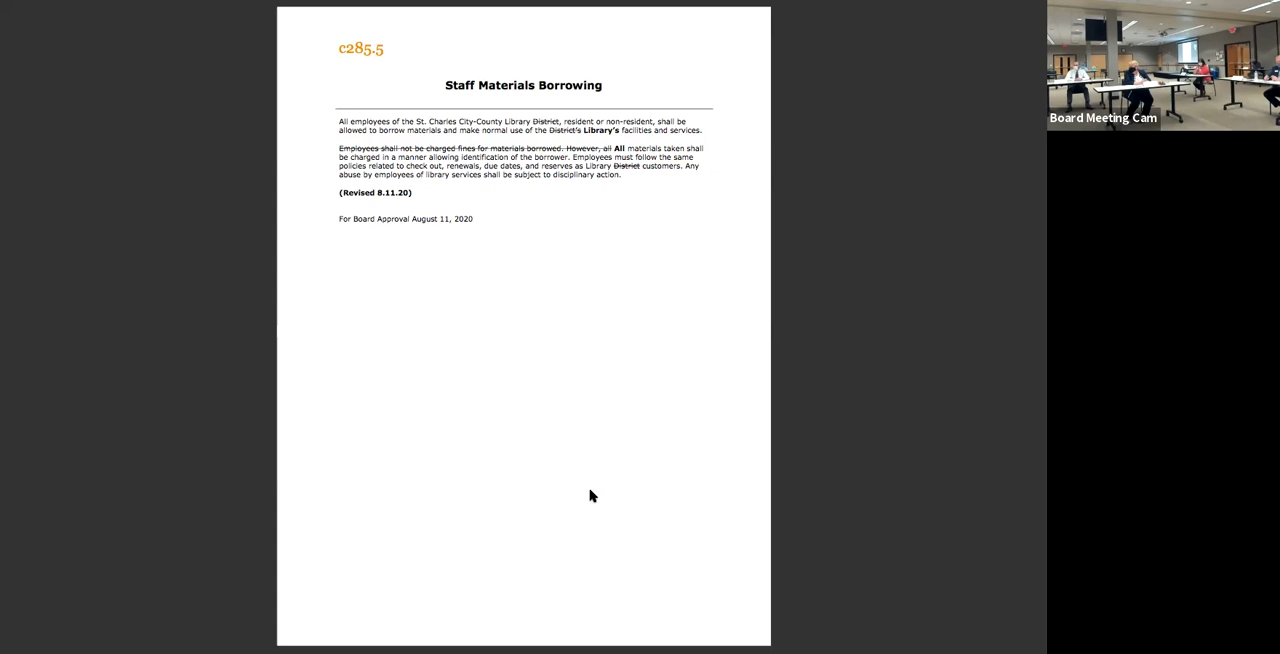 c285.5
Staff Materials Borrowing
All employees of the St. Charles City-County Library District, resident or non-resident, shall be
allowed to borrow materials and make normal use of the District's Library's facilities and services.
Employees shall not be charged fines for materials borrowed. However, all All materials taken shall
be charged in a manner allowing identification of the borrower. Employees must follow the same
policies related to check out, renewals, due dates, and reserves as Library District customers. Any
abuse by employees of library services shall be subject to disciplinary action.
(Revised 8.11.20)
For Board Approval August 11, 2020
Board Meeting Cam